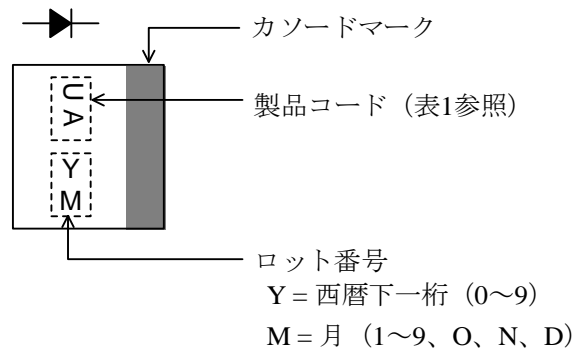 カソードマーク
UA
製品コード（表1参照）
Y
M
ロット番号
Y = 西暦下一桁（0～9）
M = 月（1～9、O、N、D）